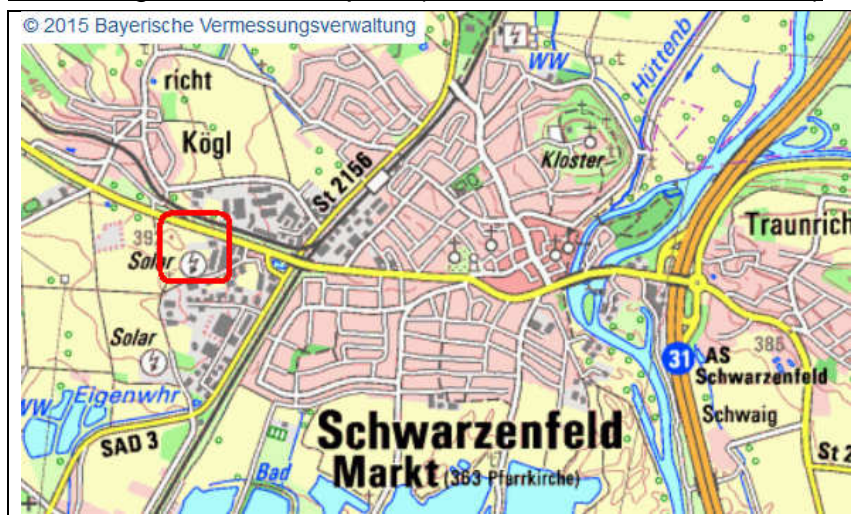 © 2015 Bayerische Vermessungsverwaltung
WW
Hüttenb
richt
Kögl
St 2156
Kloster
Traunrich
Solar
Solar
385
31
AS
Schwarzenfeld
Eigenwhr
WW
Schwaig
SAD 3
Schwarzenfeld
St 2
Bad
Markt (363 Pfarrkirche)